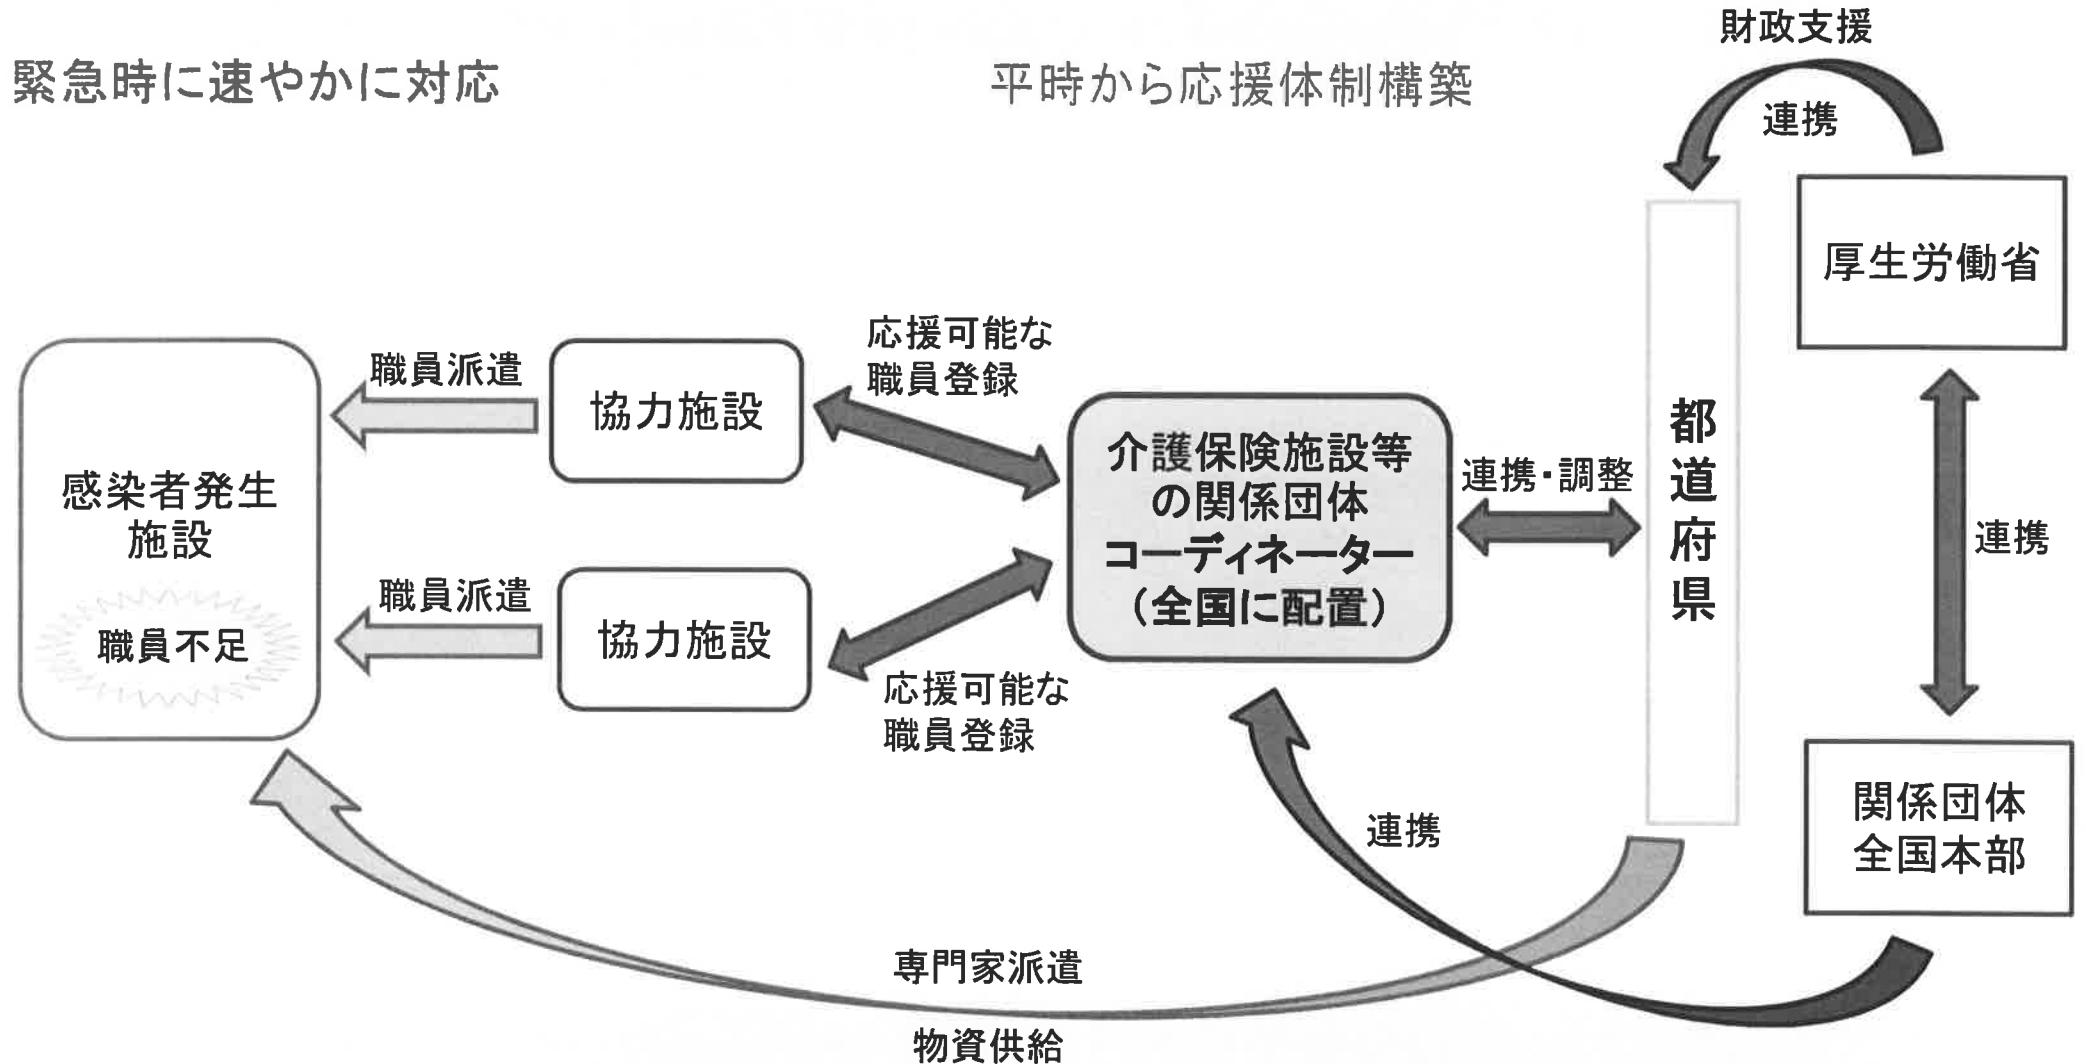 財政支援
緊急時に速やかに対応
平時から応援体制構築
連携
厚生労働省
応援可能な
職員登録
職員派遣
協力施設
都道府県
介護保険施設等
の関係団体
コーディネーター
（全国に配置）
連携・調整
感染者発生
施設
職員不足
連携
職員派遣
協力施設
応援可能な
職員登録
関係団体
全国本部
連携
専門家派遣
物資供給